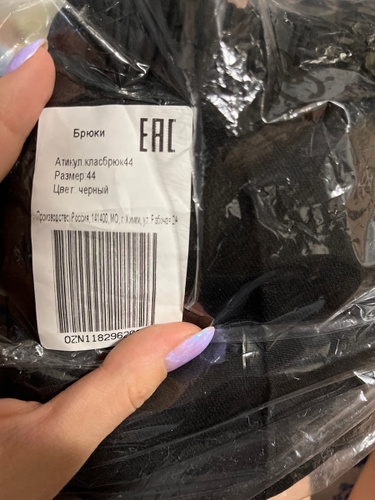 Брюки
EAC
Атикул класбрюк44
Размер 44
Цвет черный
Производство: Россия, 141400, МО, г. Химки, ул. Рабочая 2А